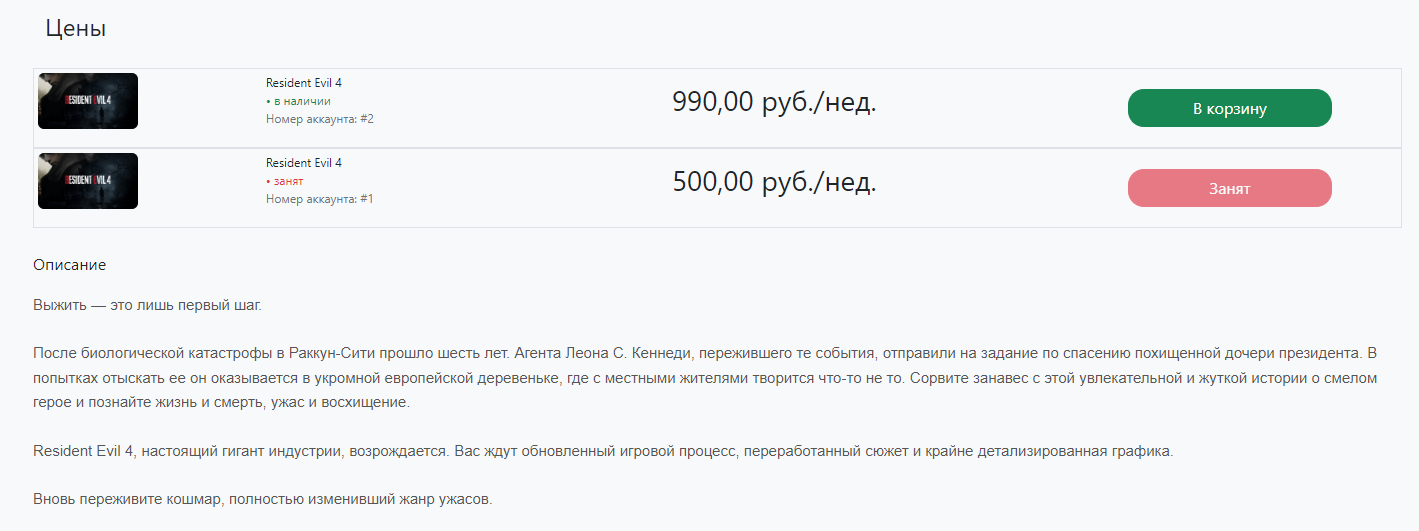 Цены
RESIDENT EVIL 4
Resident Evil 4
• в наличии
Номер аккаунта: #2
990,00 руб./нед.
В корзину
RESIDENT EVIL 4
Resident Evil 4
• занят
Номер аккаунта: #1
500,00 руб./нед.
Занят
Описание
Выжить — это лишь первый шаг.
После биологической катастрофы в Раккун-Сити прошло шесть лет. Агента Леона С. Кеннеди, пережившего те события, отправили на задание по спасению похищенной дочери президента. В
попытках отыскать ее он оказывается в укромной европейской деревеньке, где с местными жителями творится что-то не то. Сорвите занавес с этой увлекательной и жуткой истории о смелом
герое и познайте жизнь и смерть, ужас и восхищение.
Resident Evil 4, настоящий гигант индустрии, возрождается. Вас ждут обновленный игровой процесс, переработанный сюжет и крайне детализированная графика.
Вновь переживите кошмар, полностью изменивший жанр ужасов.